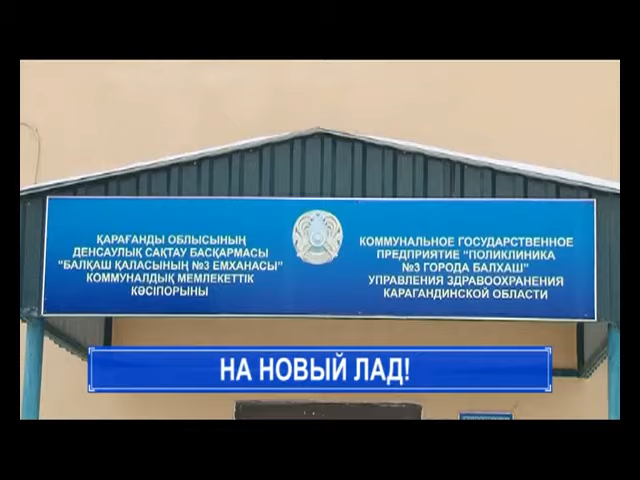 ҚАРАҒАНДЫ ОБЛЫСЫНЫҢ
ДЕНСАУЛЫҚ САҚТАУ БАСҚАРМАСЫ
"БАЛҚАШ ҚАЛАСЫНЫҢ №3 ЕМХАНАСЫ"
КОММУНАЛДЫҚ МЕМЛЕКЕТТІК
КӘСІПОРЫНЫ
КОММУНАЛЬНОЕ ГОСУДАРСТВЕННОЕ
ПРЕДПРИЯТИЕ "ПОЛИКЛИНИКА
№3 ГОРОДА БАЛХАШ"
УПРАВЛЕНИЯ ЗДРАВООХРАНЕНИЯ
КАРАГАНДИНСКОЙ ОБЛАСТИ
НА НОВЫЙ ЛАД!